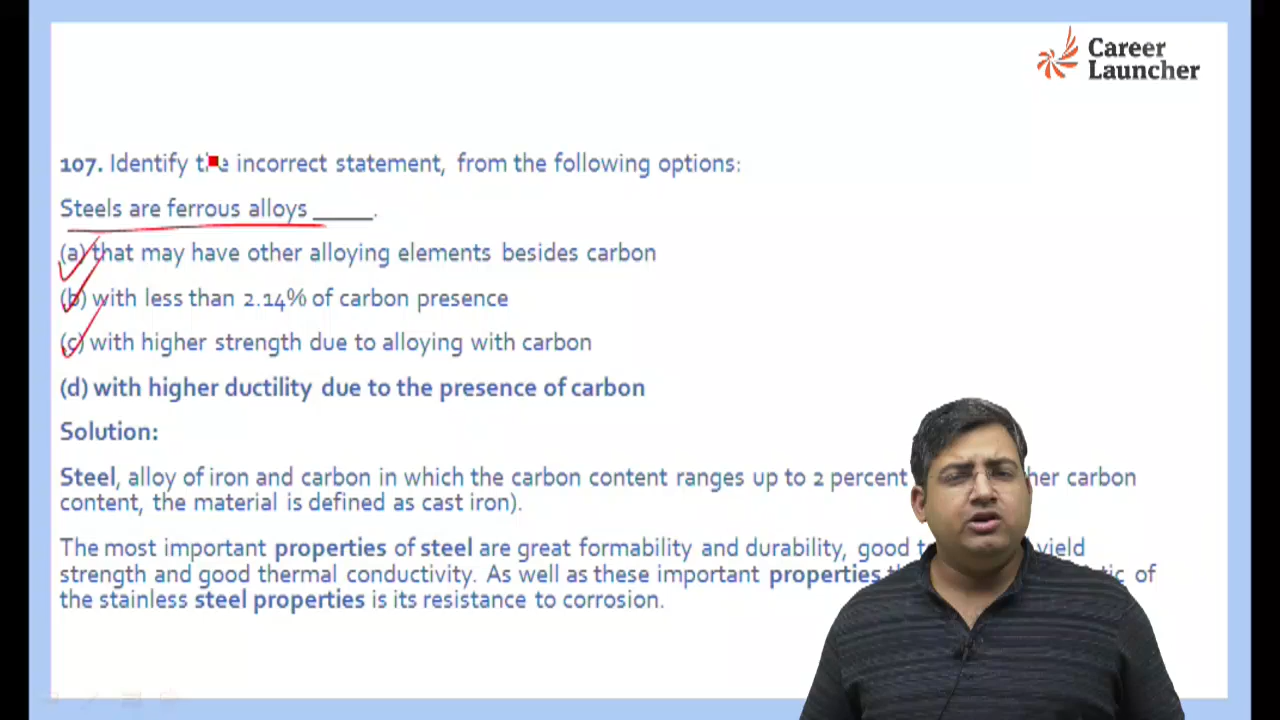 Career
Launcher
107. Identify the incorrect statement, from the following options:
Steels are ferrous alloys _____.
(a) that may have other alloying elements besides carbon
(b) with less than 2.14% of carbon presence
(c) with higher strength due to alloying with carbon
(d) with higher ductility due to the presence of carbon
Solution:
Steel, alloy of iron and carbon in which the carbon content ranges up to 2 percent carbon
content, the material is defined as cast iron).
The most important properties of steel are great formability and durability, good yield
strength and good thermal conductivity. As well as these important properties of
the stainless steel properties is its resistance to corrosion.